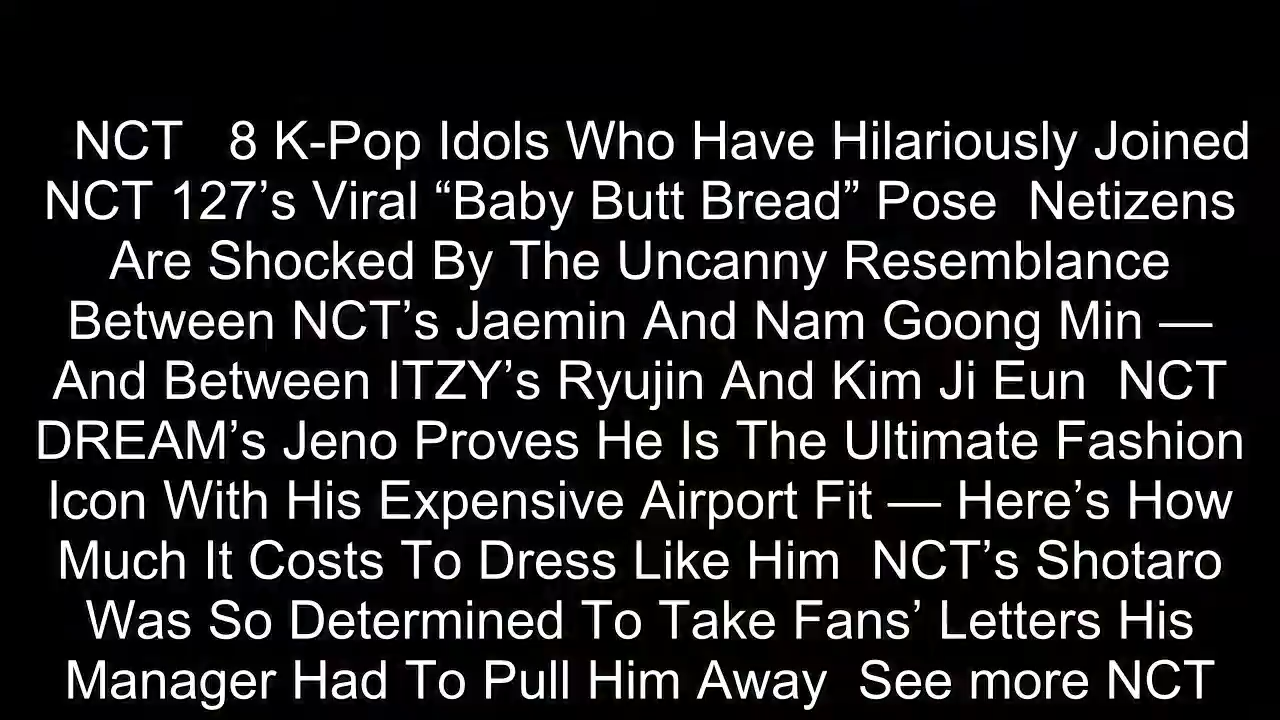 NCT   8 K-Pop Idols Who Have Hilariously Joined
NCT 127’s Viral “Baby Butt Bread” Pose  Netizens
Are Shocked By The Uncanny Resemblance
Between NCT’s Jaemin And Nam Goong Min —
And Between ITZY’s Ryujin And Kim Ji Eun  NCT
DREAM’s Jeno Proves He Is The Ultimate Fashion
Icon With His Expensive Airport Fit — Here’s How
Much It Costs To Dress Like Him  NCT’s Shotaro
Was So Determined To Take Fans’ Letters His
Manager Had To Pull Him Away  See more NCT